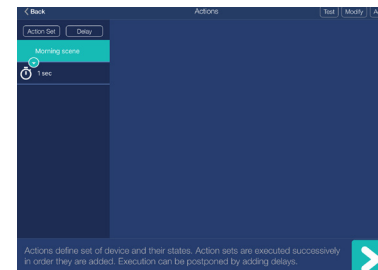 Back
Actions
Test
Modify
A
Action Set
Delay
Morning scene
1 sec
Actions define set of device and their states. Action sets are executed successively
in order they are added. Execution can be postponed by adding delays.